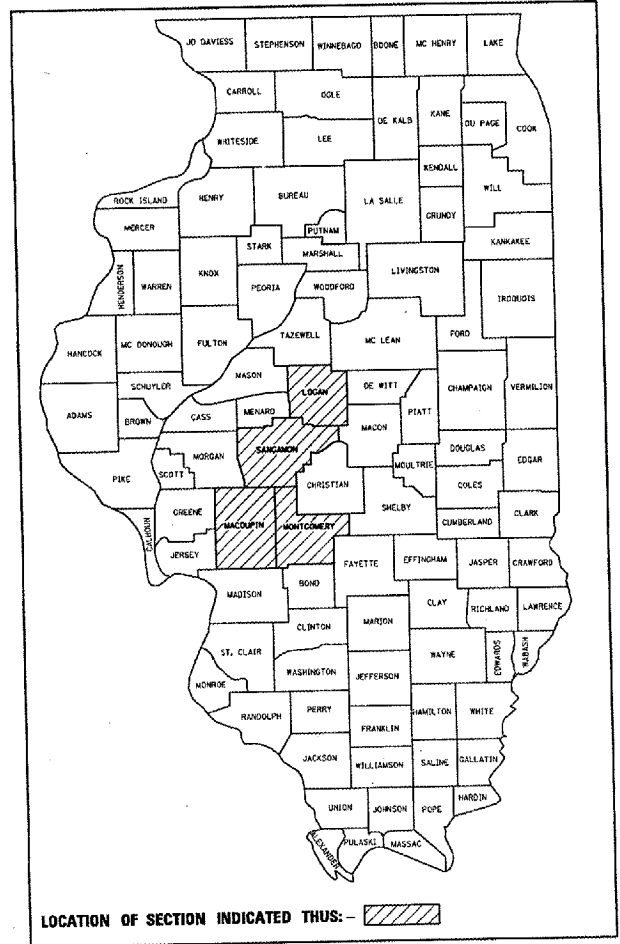 JO DAVIESS STEPHENSON WINNEBAGO BOONE MC HENRY LAKE
CARROLL OGLE DE KALB KANE DU PAGE COOK
WHITESIDE LEE KENDALL WILL
ROCK ISLAND HENRY BUREAU LA SALLE GRUNDY
MERCER PUTNAM KANKAKEE
HENDERSON WARREN KNOX STARK MARSHALL LIVINGSTON
PEORIA WOODFORD IROQUOIS
HANCOCK MC DONOUGH FULTON TAZEWELL MC LEAN FORD
SCHUYLER MASON LOGAN DE WITT CHAMPAIGN VERMILION
ADAMS BROWN CASS MENARD MACON PIATT
PIKE SCOTT MORGAN SANGAMON CHRISTIAN MOULTRIE DOUGLAS EDGAR
COLES
CALHOUN GREENE MACOUPIN MONTGOMERY SHELBY CUMBERLAND CLARK
JERSEY FAYETTE EFFINGHAM JASPER CRAWFORD
MADISON BOND CLAY RICHLAND LAWRENCE
CLINTON MARION
ST. CLAIR WAYNE EDWARDS WABASH
MONROE WASHINGTON JEFFERSON
RANDOLPH PERRY HAMILTON WHITE
FRANKLIN
JACKSON WILLIAMSON SALINE GALLATIN
UNION JOHNSON POPE HARDIN
ALEXANDER PULASKI MASSAC
LOCATION OF SECTION INDICATED THUS: –